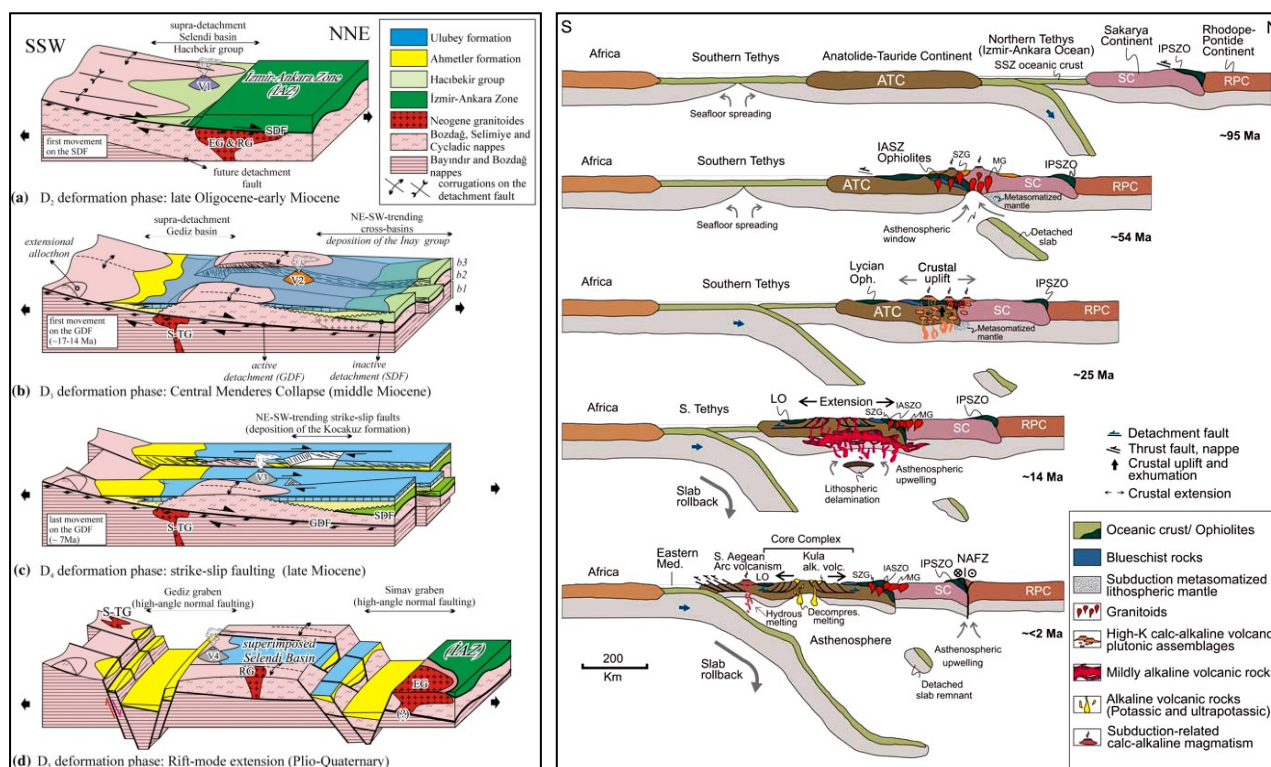 SSW
NNE
supra-detachment
Selendi basin
Hacıbekir group
V1
İzmir-Ankara Zone
(İAZ)
SDF
EG & RG
first movement
on the SDF
future detachment
fault
Ulubey formation
Ahmetler formation
Hacıbekir group
İzmir-Ankara Zone
Neogene granitoides
Bozdağ, Selimiye and
Cycladic nappes
Bayındır and Bozdağ
nappes
corrugations on the
detachment fault
(a) D₂ deformation phase: late Oligocene-early Miocene
extensional
allocthon
supra-detachment
Gediz basin
NE-SW-trending
cross-basins
deposition of the İnay group
b3
b2
b1
V2
first movement
on the GDF
(~17-14 Ma)
S-TG
active
detachment (GDF)
inactive
detachment (SDF)
(b) D₃ deformation phase: Central Menderes Collapse (middle Miocene)
NE-SW-trending strike-slip faults
(deposition of the Kocakuz formation)
V3
last movement
on the GDF
(~ 7Ma)
S-TG
GDF
SDF
(c) D₄ deformation phase: strike-slip faulting (late Miocene)
Gediz graben
(high-angle normal faulting)
Simav graben
(high-angle normal faulting)
S-TG
V4
superimposed
Selendi Basin
RG
EG
(İAZ)
(?)
(d) D₅ deformation phase: Rift-mode extension (Plio-Quaternary)
S
N
Africa
Southern Tethys
Anatolide-Tauride Continent
Northern Tethys
(Izmir-Ankara Ocean)
SSZ oceanic crust
Sakarya
Continent
IPSZO
Rhodope-
Pontide
Continent
ATC
SC
RPC
Seafloor spreading
~95 Ma
Africa
Southern Tethys
IASZ
Ophiolites
SZG
MG
IPSZO
ATC
SC
RPC
Metasomatized
mantle
Seafloor spreading
Asthenospheric
window
Detached
slab
~54 Ma
Africa
Southern Tethys
Lycian
Oph.
Crustal
uplift
IPSZO
ATC
SC
RPC
Metasomatized
mantle
~25 Ma
Africa
S. Tethys
LO
Extension
SZG
IASZO
MG
IPSZO
SC
RPC
Lithospheric
delamination
Asthenospheric
upwelling
Slab
rollback
~14 Ma
Detachment fault
Thrust fault, nappe
Crustal uplift and
exhumation
Crustal extension
Africa
Eastern
Med.
S. Aegean
Arc volcanism
LO
Core Complex
Kula
alk. volc.
SZG
IASZO
MG
IPSZO
NAFZ
SC
RPC
Hydrous
melting
Decompres.
melting
Asthenosphere
~<2 Ma
Asthenospheric
upwelling
Detached
slab remnant
Slab
rollback
200
Km
Oceanic crust/ Ophiolites
Blueschist rocks
Subduction metasomatized
lithospheric mantle
Granitoids
High-K calc-alkaline volcano
plutonic assemblages
Mildly alkaline volcanic rock
Alkaline volcanic rocks
(Potassic and ultrapotassic)
Subduction-related
calc-alkaline magmatism